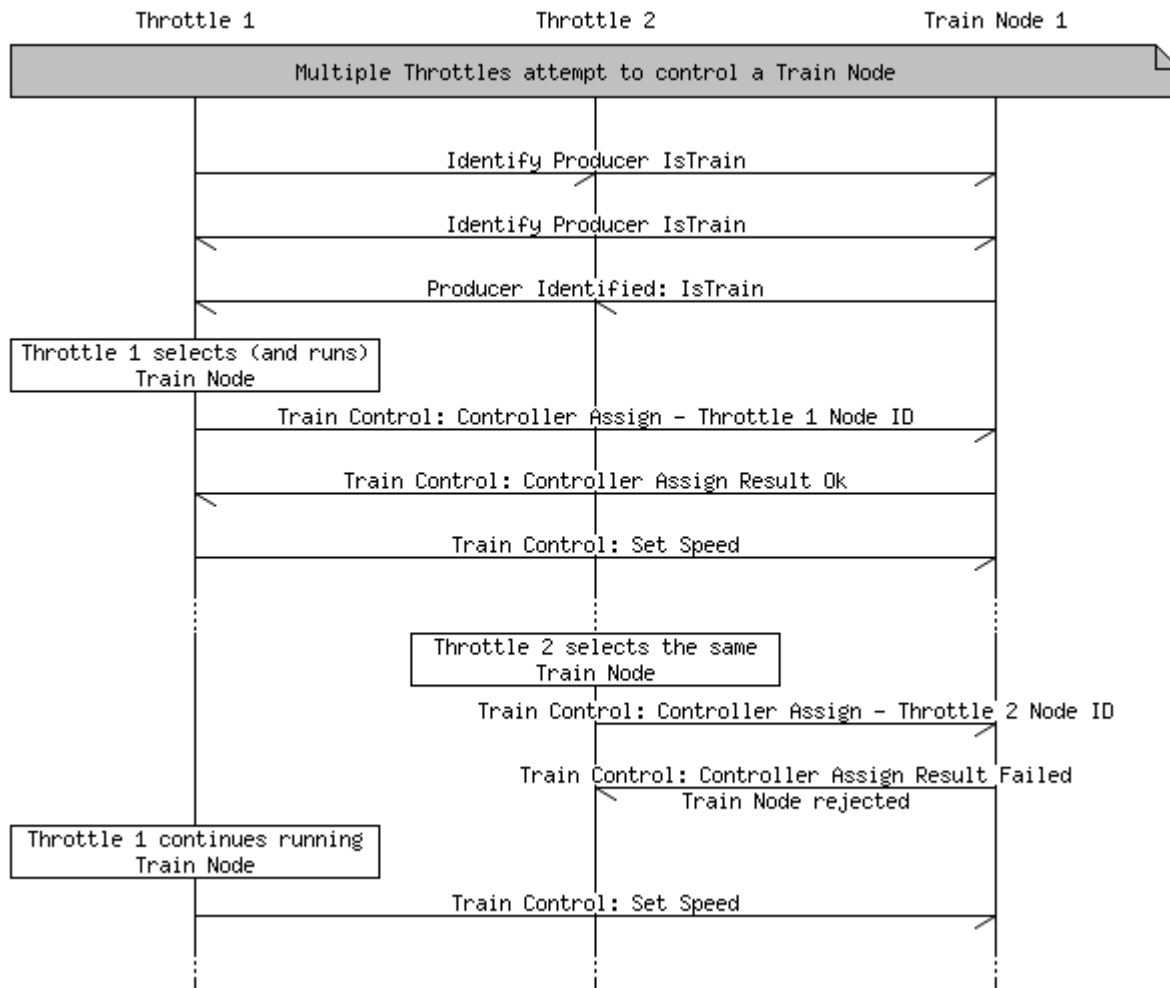 Throttle 1
Throttle 2
Train Node 1
Multiple Throttles attempt to control a Train Node
Identify Producer IsTrain
Identify Producer IsTrain
Producer Identified: IsTrain
Throttle 1 selects (and runs)
Train Node
Train Control: Controller Assign - Throttle 1 Node ID
Train Control: Controller Assign Result Ok
Train Control: Set Speed
Throttle 2 selects the same
Train Node
Train Control: Controller Assign - Throttle 2 Node ID
Train Control: Controller Assign Result Failed
Train Node rejected
Throttle 1 continues running
Train Node
Train Control: Set Speed